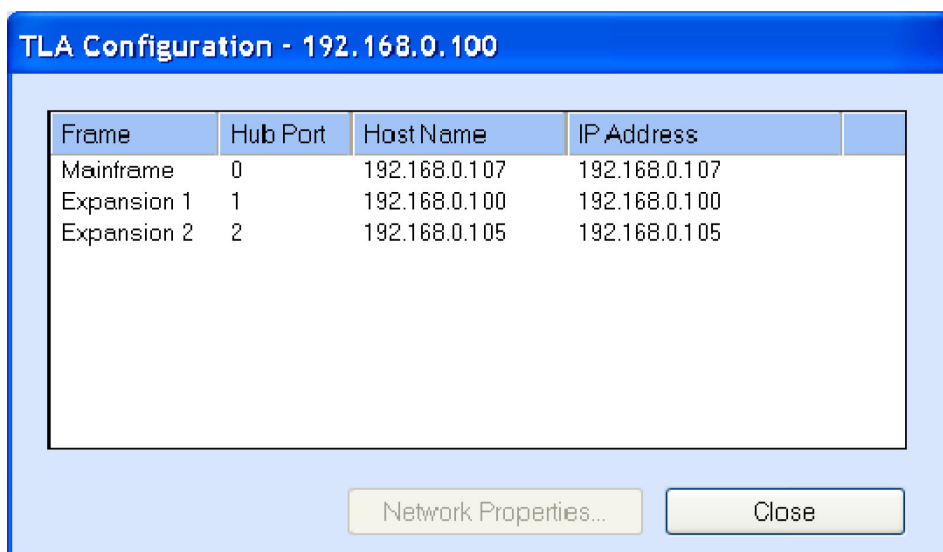 TLA Configuration - 192.168.0.100
Frame Hub Port Host Name IP Address
Mainframe 0 192.168.0.107 192.168.0.107
Expansion 1 1 192.168.0.100 192.168.0.100
Expansion 2 2 192.168.0.105 192.168.0.105
Network Properties... Close